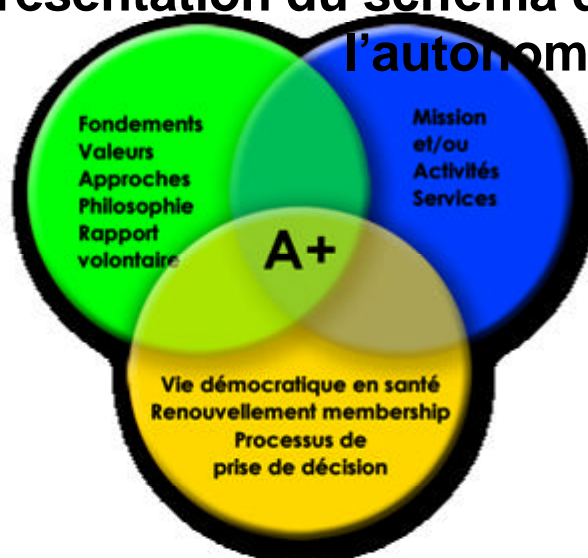 du schéma
l'autonom
Fondements
Valeurs
Approches
Philosophie
Rapport
volontaire
Mission
et/ou
Activités
Services
A+
Vie démocratique en santé
Renouvellement membership
Processus de
prise de décision